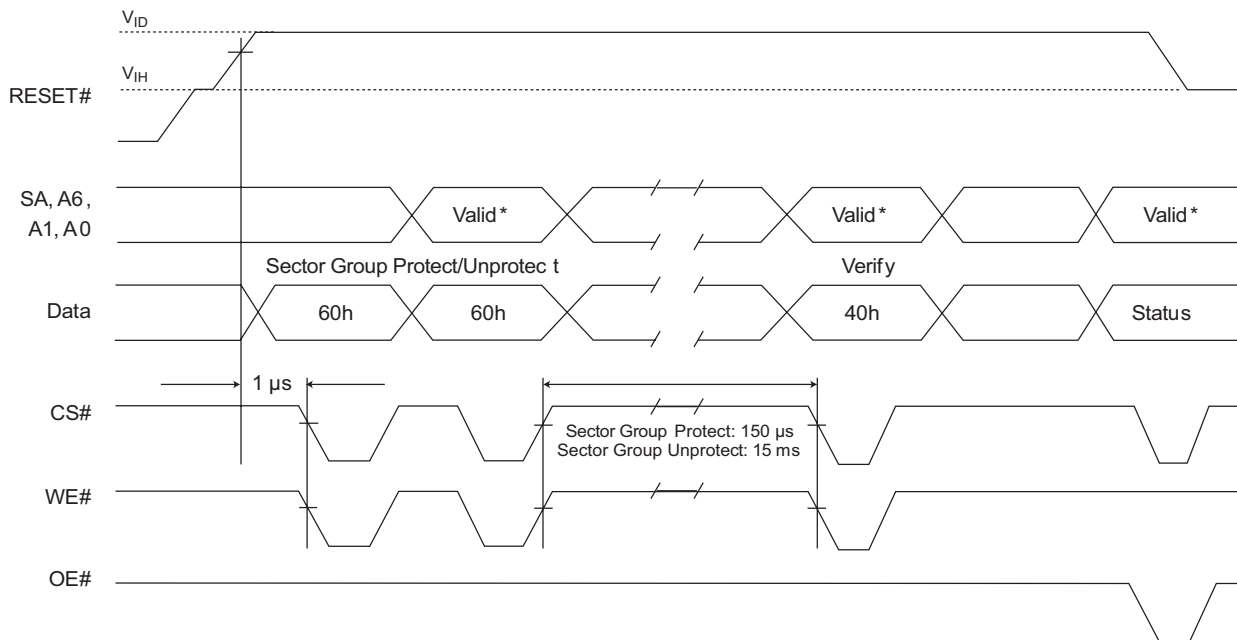 VID
VIH
RESET#
SA, A6 ,
A1, A0
Valid *
Valid *
Valid *
Sector Group Protect/Unprotec t
Verify
Data
60h
60h
40h
Status
1 µs
CS#
Sector Group Protect: 150 µs
Sector Group Unprotect: 15 ms
WE#
OE#